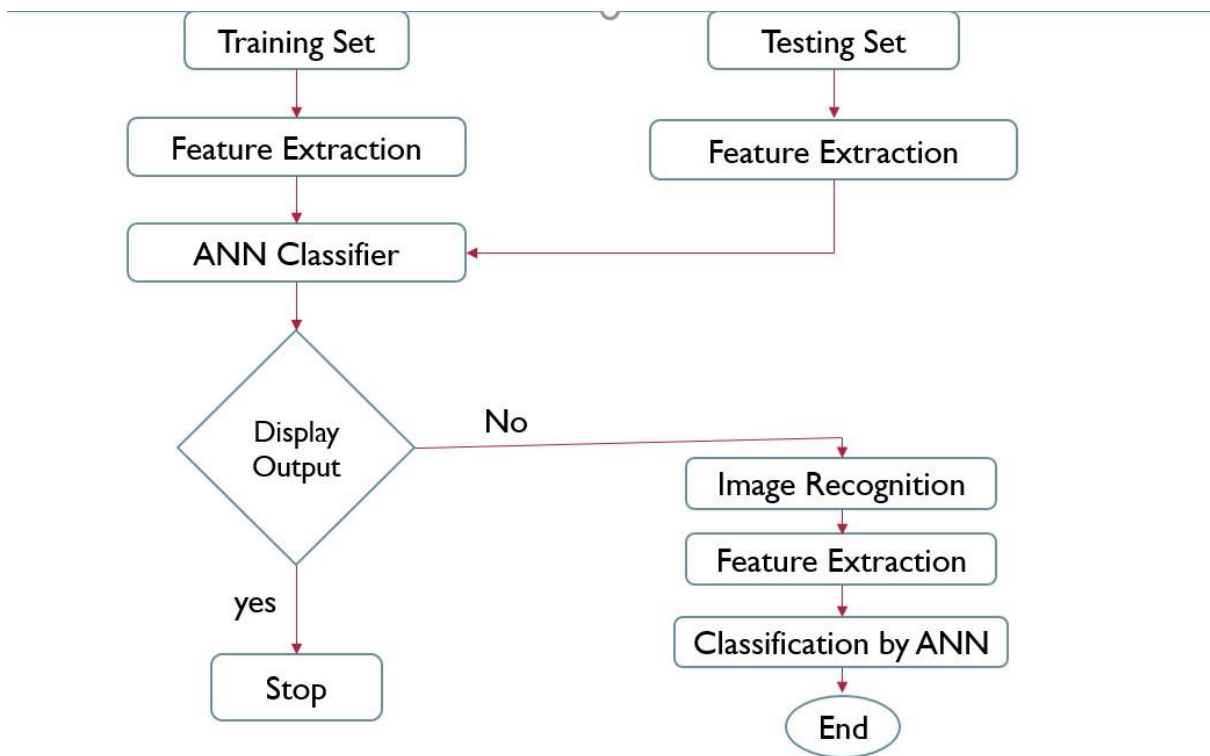 Training Set
Testing Set
Feature Extraction
Feature Extraction
ANN Classifier
Display
Output
No
Image Recognition
Feature Extraction
yes
Classification by ANN
Stop
End